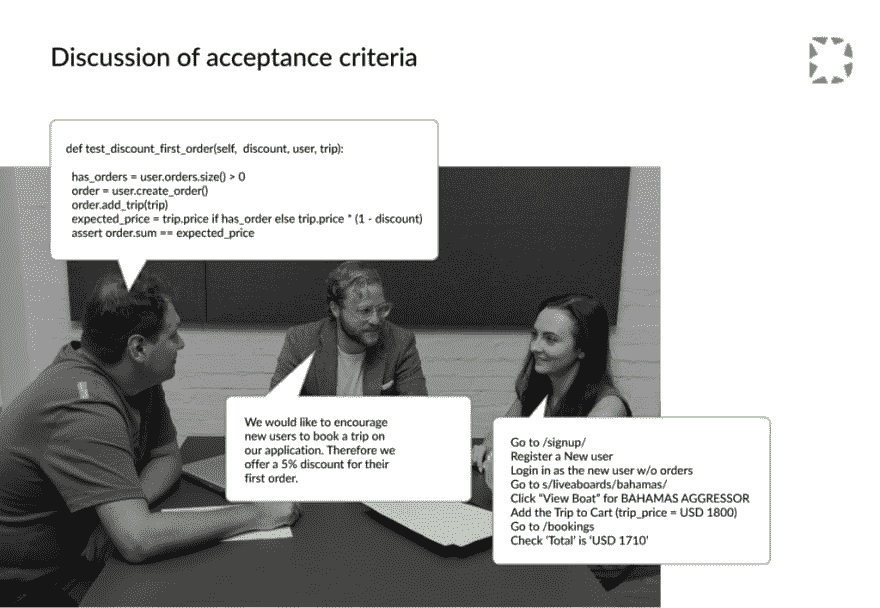 Discussion of acceptance criteria
def test_discount_first_order(self, discount, user, trip):
has_orders = user.orders.size() > 0
order = user.create_order()
order.add_trip(trip)
expected_price = trip.price if has_order else trip.price * (1 - discount)
assert order.sum == expected_price
We would like to encourage
new users to book a trip on
our application. Therefore we
offer a 5% discount for their
first order.
Go to /signup/
Register a New user
Login in as the new user w/o orders
Go to s/liveaboards/bahamas/
Click “View Boat” for BAHAMAS AGGRESSOR
Add the Trip to Cart (trip_price = USD 1800)
Go to /bookings
Check ‘Total’ is ‘USD 1710’